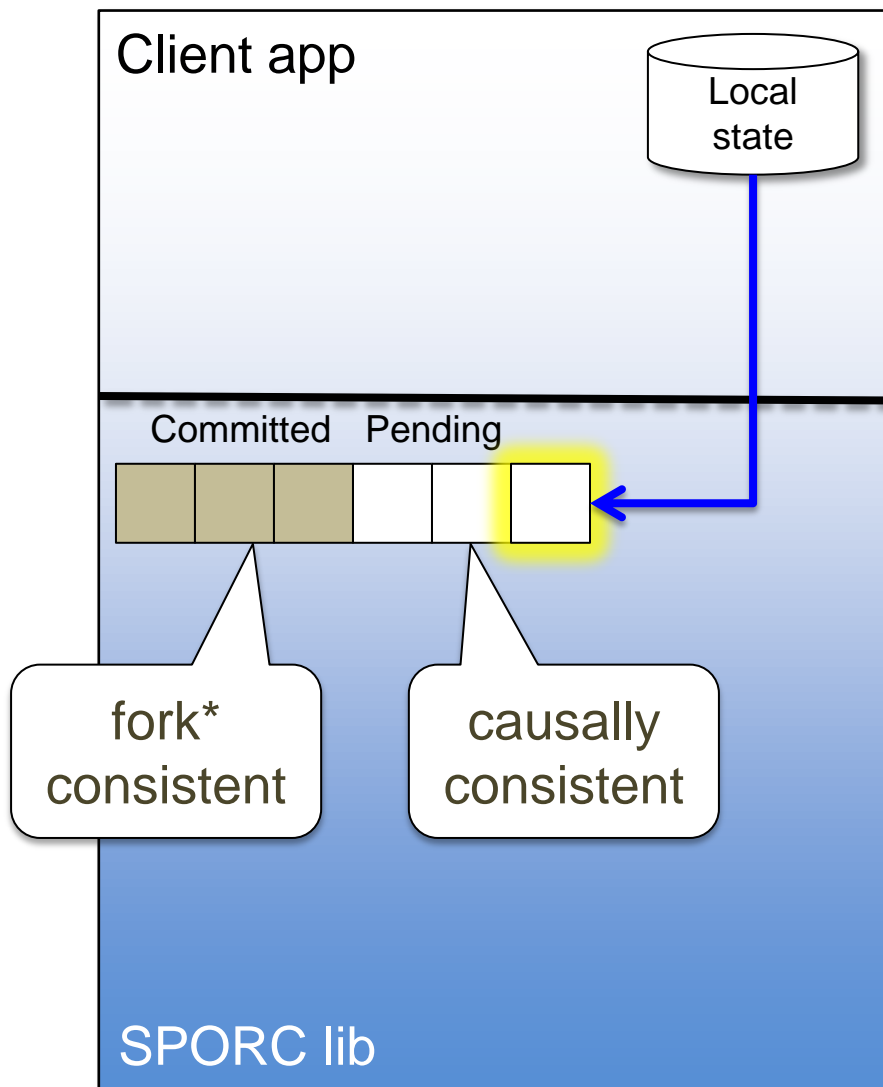 Client app
Local
state
Committed Pending
fork*
consistent
causally
consistent
SPORC lib